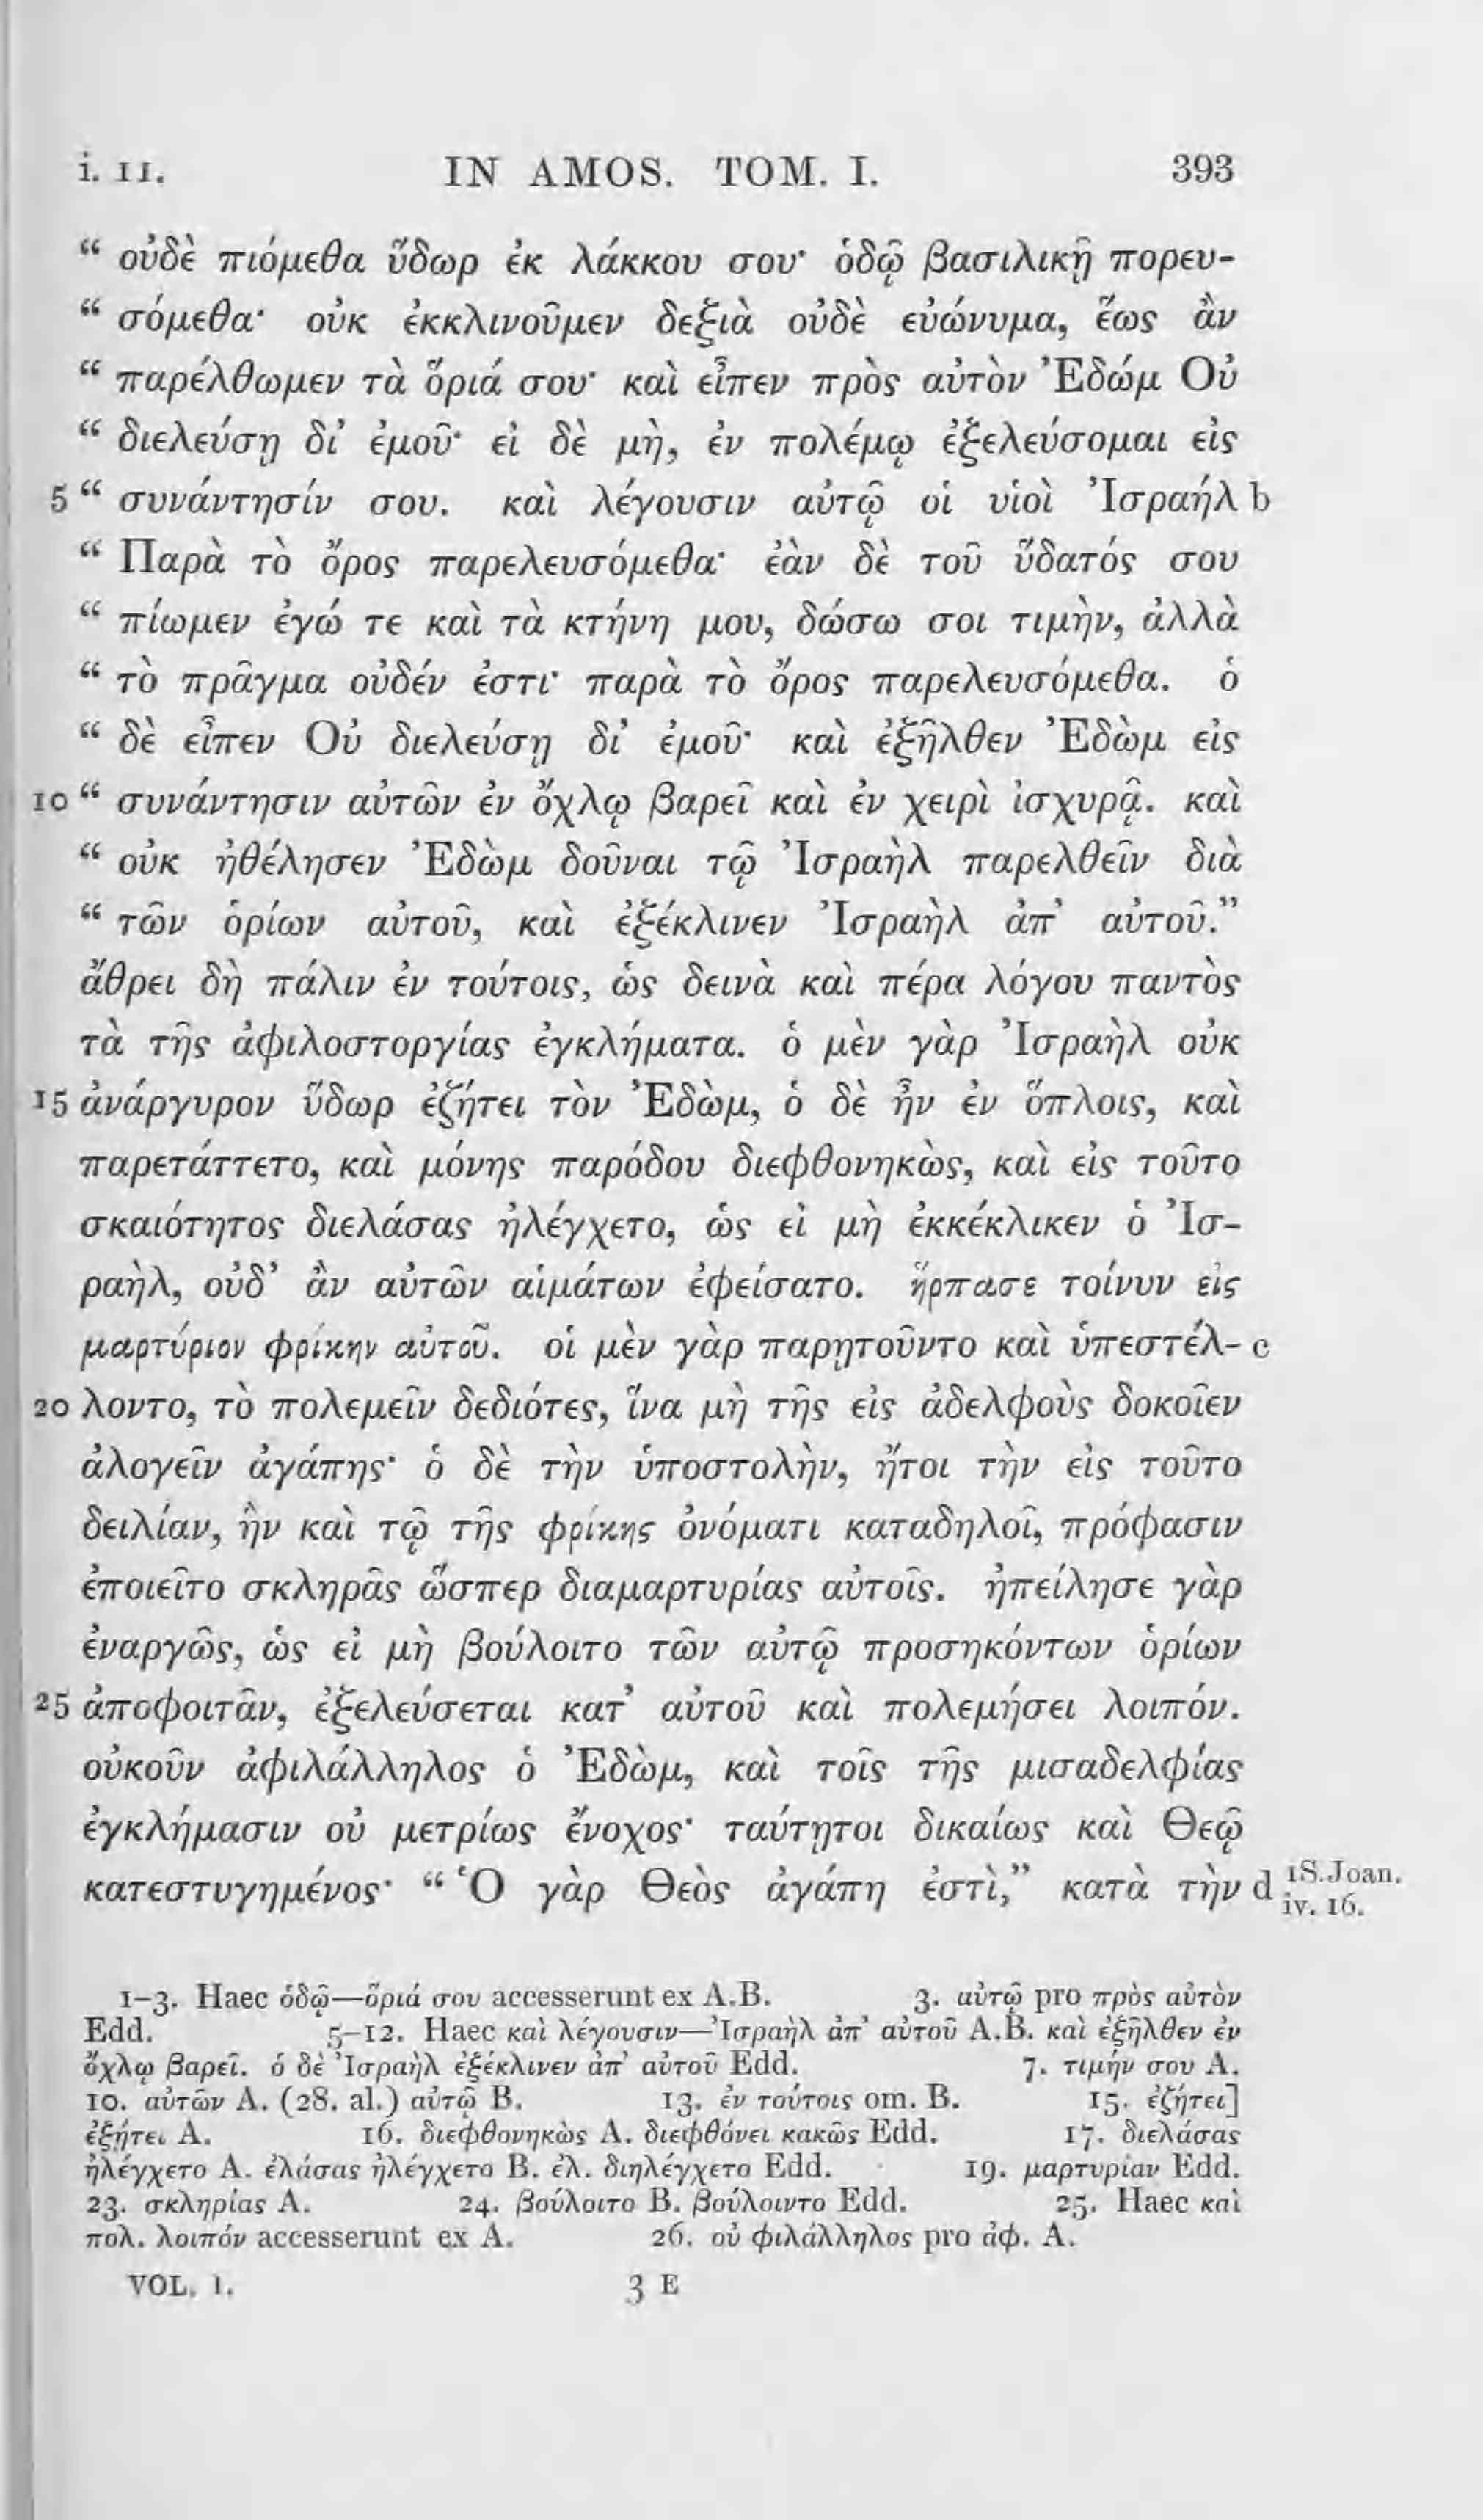 i. 11. IN AMOS. TOM. I. 393
“ οὐδὲ πιόμεθα ὕδωρ ἐκ λάκκου σου· ὁδῷ βασιλικῇ πορευ-
“ σόμεθα· οὐκ ἐκκλινοῦμεν δεξιὰ οὐδὲ εὐώνυμα, ἕως ἂν
“ παρέλθωμεν τὰ ὅριά σου· καὶ εἶπεν πρὸς αὐτὸν Ἐδώμ Οὐ
“ διελεύσῃ δι’ ἐμοῦ· εἰ δὲ μὴ, ἐν πολέμῳ ἐξελεύσομαι εἰς
5 “ συνάντησίν σου. καὶ λέγουσιν αὐτῷ οἱ υἱοὶ Ἰσραήλ b
“ Παρὰ τὸ ὄρος παρελευσόμεθα· ἐὰν δὲ τοῦ ὕδατός σου
“ πίωμεν ἐγώ τε καὶ τὰ κτήνη μου, δώσω σοι τιμὴν, ἀλλὰ
“ τὸ πρᾶγμα οὐδέν ἐστι· παρὰ τὸ ὄρος παρελευσόμεθα. ὁ
“ δὲ εἶπεν Οὐ διελεύσῃ δι’ ἐμοῦ· καὶ ἐξῆλθεν Ἐδὼμ εἰς
10 “ συνάντησιν αὐτῶν ἐν ὄχλῳ βαρεῖ καὶ ἐν χειρὶ ἰσχυρᾷ. καὶ
“ οὐκ ἠθέλησεν Ἐδὼμ δοῦναι τῷ Ἰσραὴλ παρελθεῖν διὰ
“ τῶν ὁρίων αὐτοῦ, καὶ ἐξέκλινεν Ἰσραὴλ ἀπ’ αὐτοῦ.”
ἄθρει δὴ πάλιν ἐν τούτοις, ὡς δεινὰ καὶ πέρα λόγου παντὸς
τὰ τῆς ἀφιλοστοργίας ἐγκλήματα. ὁ μὲν γὰρ Ἰσραὴλ οὐκ
15 ἀνάργυρον ὕδωρ ἐζήτει τὸν Ἐδὼμ, ὁ δὲ ἦν ἐν ὅπλοις, καὶ
παρετάττετο, καὶ μόνης παρόδου διεφθονηκὼς, καὶ εἰς τοῦτο
σκαιότητος διελάσας ἠλέγχετο, ὡς εἰ μὴ ἐκκέκλικεν ὁ Ἰσ-
ραὴλ, οὐδ’ ἂν αὐτῶν αἱμάτων ἐφείσατο. ἥρπασε τοίνυν εἰς
μαρτύριον φρίκην αὐτοῦ. οἱ μὲν γὰρ παρῃτοῦντο καὶ ὑπεστέλ- c
20 λοντο, τὸ πολεμεῖν δεδιότες, ἵνα μὴ τῆς εἰς ἀδελφοὺς δοκοῖεν
ἀλογεῖν ἀγάπης· ὁ δὲ τὴν ὑποστολὴν, ἤτοι τὴν εἰς τοῦτο
δειλίαν, ἣν καὶ τῷ τῆς φρίκης ὀνόματι καταδηλοῖ, πρόφασιν
ἐποιεῖτο σκληρᾶς ὥσπερ διαμαρτυρίας αὐτοῖς. ἠπείλησε γὰρ
ἐναργῶς, ὡς εἰ μὴ βούλοιτο τῶν αὐτῷ προσηκόντων ὁρίων
25 ἀποφοιτᾶν, ἐξελεύσεται κατ’ αὐτοῦ καὶ πολεμήσει λοιπόν.
οὐκοῦν ἀφιλάλληλος ὁ Ἐδὼμ, καὶ τοῖς τῆς μισαδελφίας
ἐγκλήμασιν οὐ μετρίως ἔνοχος· ταύτῃτοι δικαίως καὶ Θεῷ
κατεστυγημένος· “ Ὁ γὰρ Θεὸς ἀγάπη ἐστὶ,” κατὰ τὴν d 1S.Joan.
iv. 16.
1–3. Haec ὁδῷ—ὅριά σου accesserunt ex A.B. 3. αὐτῷ pro πρὸς αὐτὸν
Edd. 5–12. Haec καὶ λέγουσιν—Ἰσραὴλ ἀπ’ αὐτοῦ A.B. καὶ ἐξῆλθεν ἐν
ὄχλῳ βαρεῖ. ὁ δὲ Ἰσραὴλ ἐξέκλινεν ἀπ’ αὐτοῦ Edd. 7. τιμήν σου A.
10. αὐτῶν A. (28. al.) αὐτῷ B. 13. ἐν τούτοις om. B. 15. ἐζήτει]
ἐξήτει A. 16. διεφθονηκὼς A. διεφθόνει κακῶς Edd. 17. διελάσας
ἠλέγχετο A. ἐλάσας ἠλέγχετο B. ἐλ. διηλέγχετο Edd. 19. μαρτυρίαν Edd.
23. σκληρίας A. 24. βούλοιτο B. βούλοιντο Edd. 25. Haec καὶ
πολ. λοιπόν accesserunt ex A. 26. οὐ φιλάλληλος pro ἀφ. A.
VOL. I. 3 E